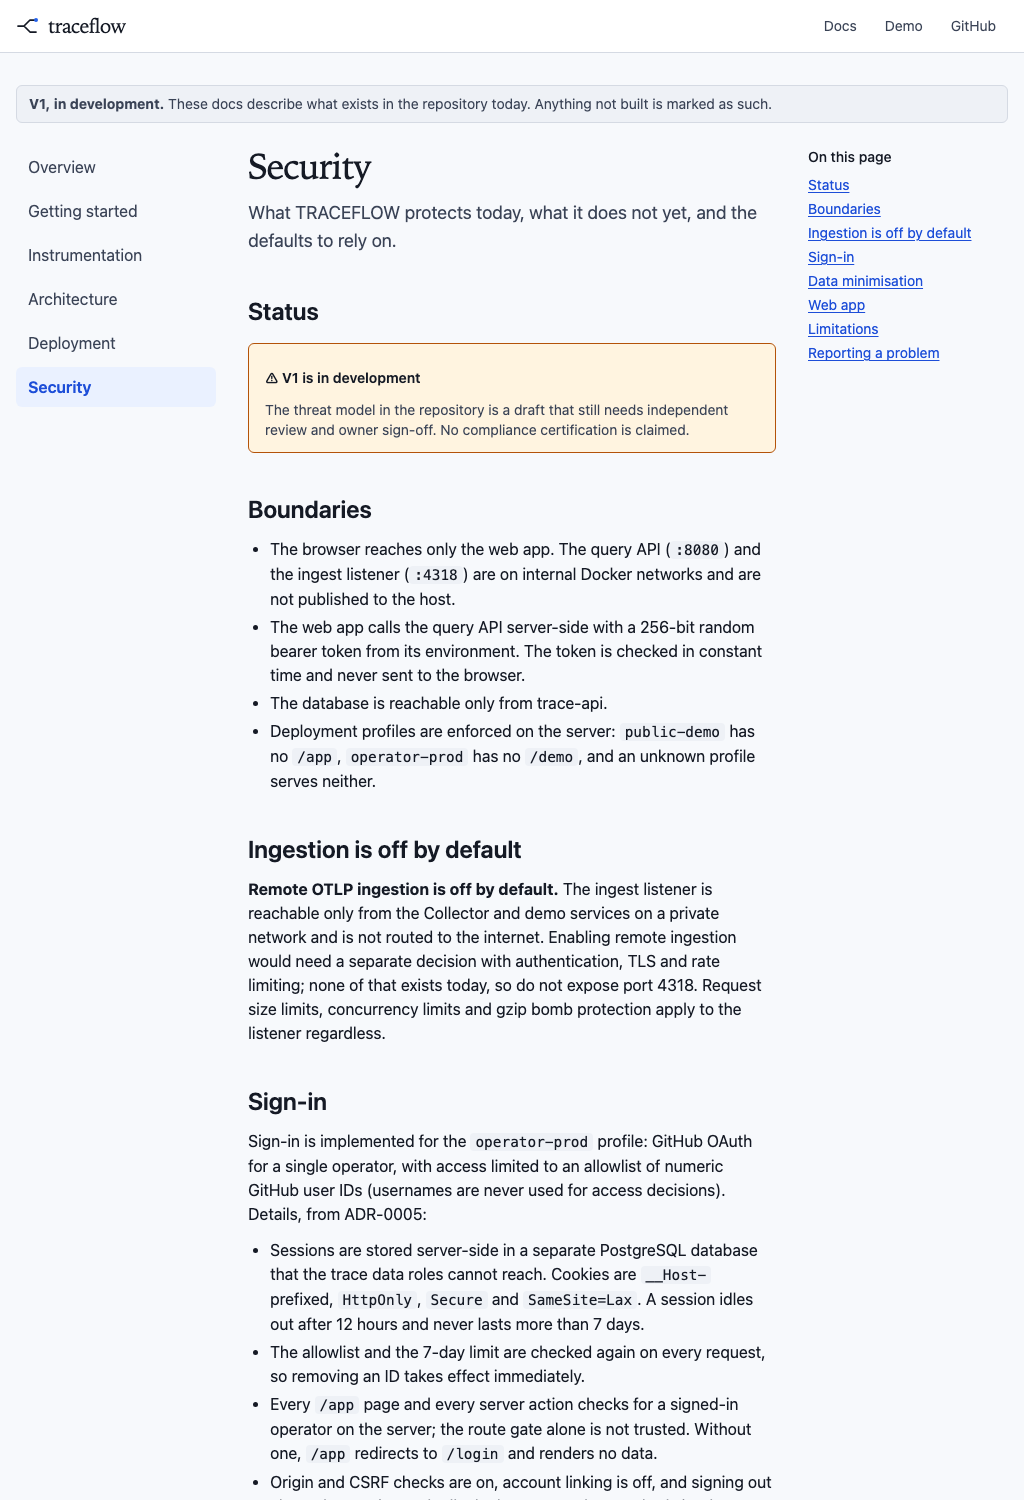 traceflow
Docs
Demo
GitHub
V1, in development. These docs describe what exists in the repository today. Anything not built is marked as such.
Overview
Getting started
Instrumentation
Architecture
Deployment
Security
Security
What TRACEFLOW protects today, what it does not yet, and the
defaults to rely on.
Status
V1 is in development
The threat model in the repository is a draft that still needs independent
review and owner sign-off. No compliance certification is claimed.
Boundaries
• The browser reaches only the web app. The query API ( :8080 ) and
the ingest listener ( :4318 ) are on internal Docker networks and are
not published to the host.
• The web app calls the query API server-side with a 256-bit random
bearer token from its environment. The token is checked in constant
time and never sent to the browser.
• The database is reachable only from trace-api.
• Deployment profiles are enforced on the server: public-demo has
no /app , operator-prod has no /demo , and an unknown profile
serves neither.
Ingestion is off by default
Remote OTLP ingestion is off by default. The ingest listener is
reachable only from the Collector and demo services on a private
network and is not routed to the internet. Enabling remote ingestion
would need a separate decision with authentication, TLS and rate
limiting; none of that exists today, so do not expose port 4318. Request
size limits, concurrency limits and gzip bomb protection apply to the
listener regardless.
Sign-in
Sign-in is implemented for the operator-prod profile: GitHub OAuth
for a single operator, with access limited to an allowlist of numeric
GitHub user IDs (usernames are never used for access decisions).
Details, from ADR-0005:
• Sessions are stored server-side in a separate PostgreSQL database
that the trace data roles cannot reach. Cookies are __Host-
prefixed, HttpOnly , Secure and SameSite=Lax . A session idles
out after 12 hours and never lasts more than 7 days.
• The allowlist and the 7-day limit are checked again on every request,
so removing an ID takes effect immediately.
• Every /app page and every server action checks for a signed-in
operator on the server; the route gate alone is not trusted. Without
one, /app redirects to /login and renders no data.
• Origin and CSRF checks are on, account linking is off, and signing out
On this page
Status
Boundaries
Ingestion is off by default
Sign-in
Data minimisation
Web app
Limitations
Reporting a problem